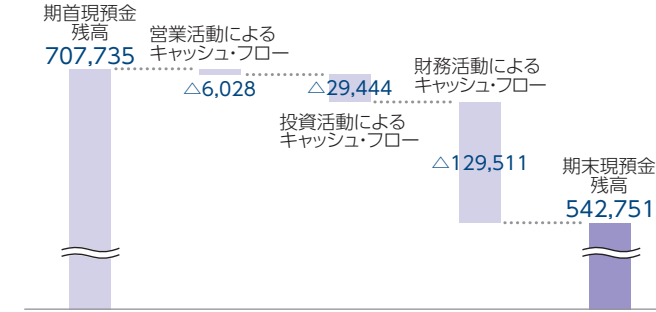 期首現預金
残高
707,735
営業活動による
キャッシュ・フロー
△6,028
△29,444
投資活動による
キャッシュ・フロー
財務活動による
キャッシュ・フロー
△129,511
期末現預金
残高
542,751